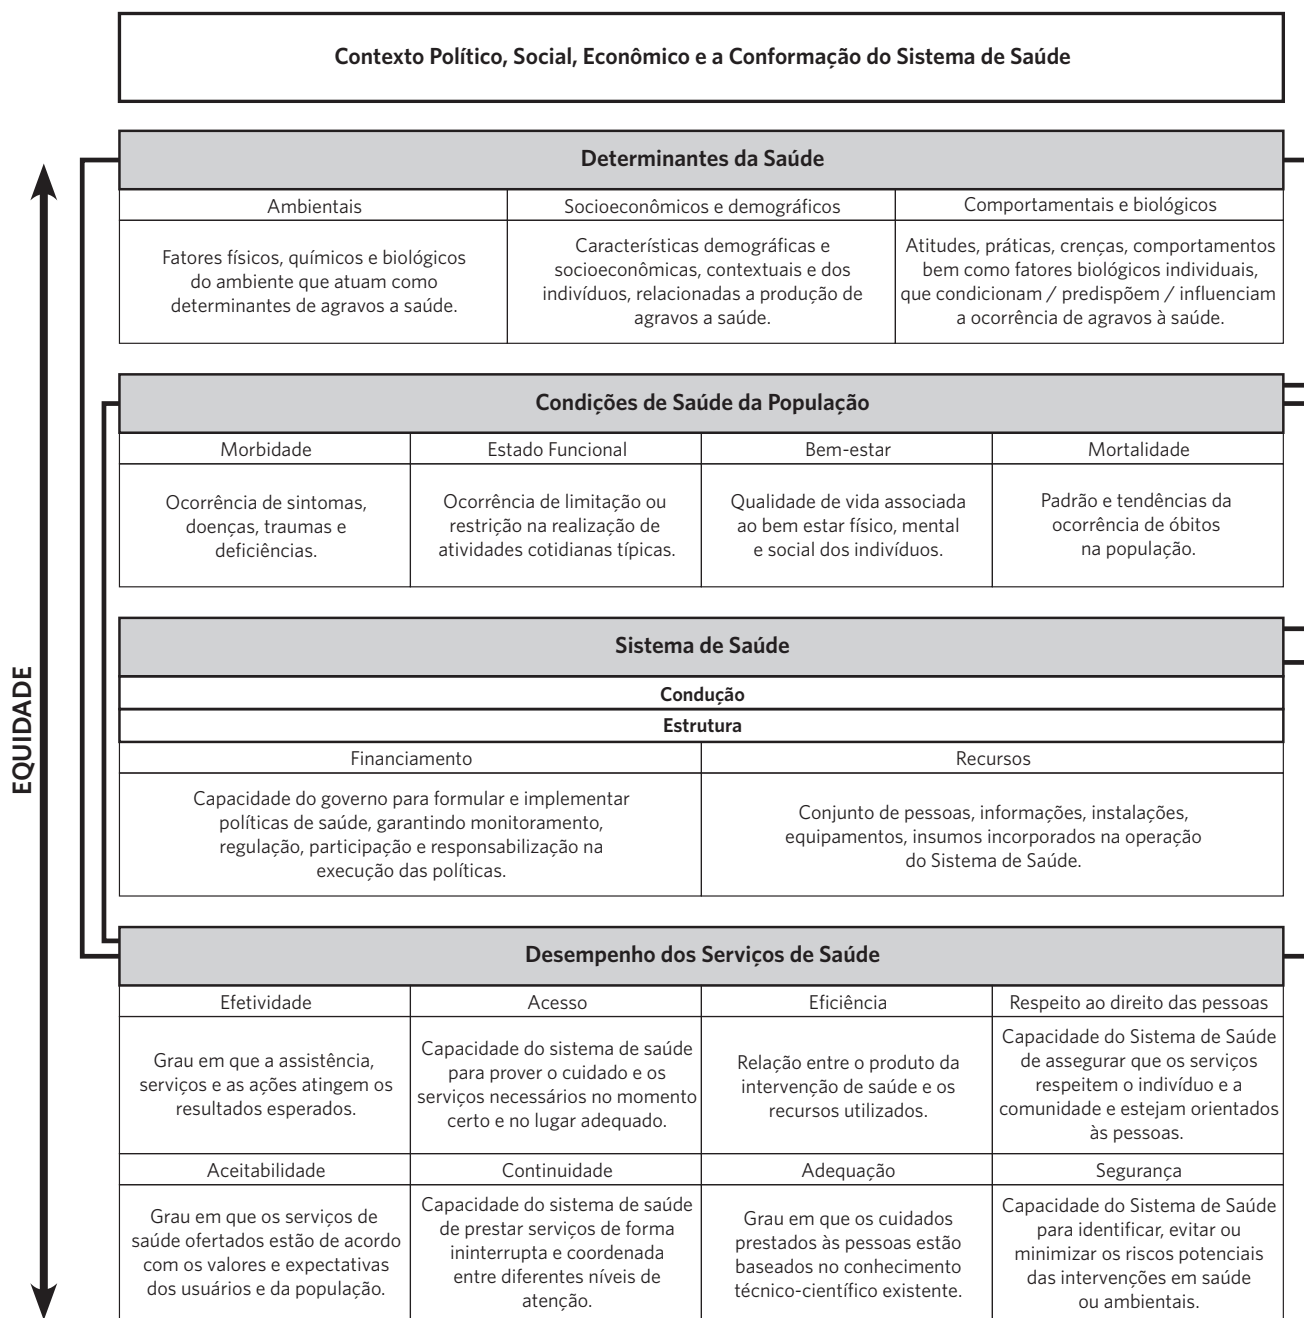 Contexto Político, Social, Econômico e a Conformação do Sistema de Saúde
EQUIDADE
Determinantes da Saúde
Ambientais
Fatores físicos, químicos e biológicos
do ambiente que atuam como
determinantes de agravos a saúde.
Socioeconômicos e demográficos
Características demográficas e
socioeconômicas, contextuais e dos
indivíduos, relacionadas a produção de
agravos a saúde.
Comportamentais e biológicos
Atitudes, práticas, crenças, comportamentos
bem como fatores biológicos individuais,
que condicionam / predispõem / influenciam
a ocorrência de agravos à saúde.
Condições de Saúde da População
Morbidade
Ocorrência de sintomas,
doenças, traumas e
deficiências.
Estado Funcional
Ocorrência de limitação ou
restrição na realização de
atividades cotidianas típicas.
Bem-estar
Qualidade de vida associada
ao bem estar físico, mental
e social dos indivíduos.
Mortalidade
Padrão e tendências da
ocorrência de óbitos
na população.
Sistema de Saúde
Condução
Estrutura
Financiamento
Capacidade do governo para formular e implementar
políticas de saúde, garantindo monitoramento,
regulação, participação e responsabilização na
execução das políticas.
Recursos
Conjunto de pessoas, informações, instalações,
equipamentos, insumos incorporados na operação
do Sistema de Saúde.
Desempenho dos Serviços de Saúde
Efetividade
Grau em que a assistência,
serviços e as ações atingem os
resultados esperados.
Acesso
Capacidade do sistema de saúde
para prover o cuidado e os
serviços necessários no momento
certo e no lugar adequado.
Eficiência
Relação entre o produto da
intervenção de saúde e os
recursos utilizados.
Respeito ao direito das pessoas
Capacidade do Sistema de Saúde
de assegurar que os serviços
respeitem o indivíduo e a
comunidade e estejam orientados
às pessoas.
Aceitabilidade
Grau em que os serviços de
saúde ofertados estão de acordo
com os valores e expectativas
dos usuários e da população.
Continuidade
Capacidade do sistema de saúde
de prestar serviços de forma
ininterrupta e coordenada
entre diferentes níveis de
atenção.
Adequação
Grau em que os cuidados
prestados às pessoas estão
baseados no conhecimento
técnico-científico existente.
Segurança
Capacidade do Sistema de Saúde
para identificar, evitar ou
minimizar os riscos potenciais
das intervenções em saúde
ou ambientais.